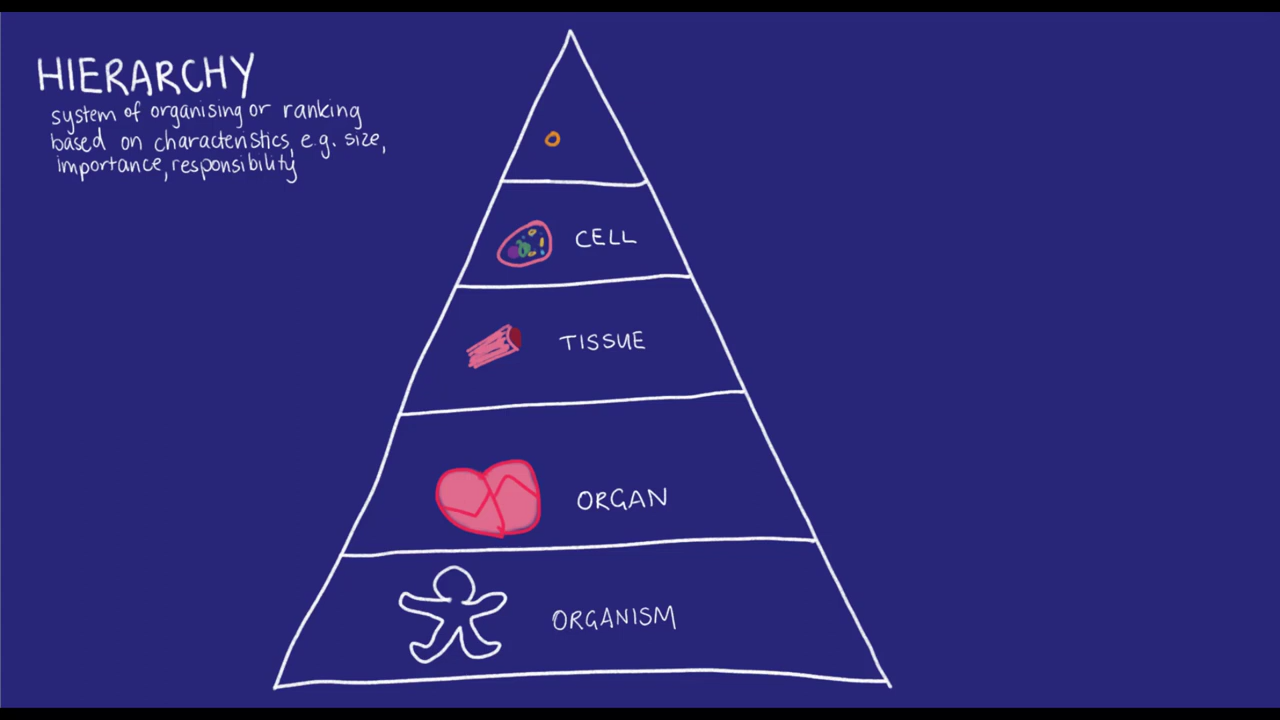 HIERARCHY
system of organising or ranking
based on characteristics, e.g. size,
importance, responsibility
CELL
TISSUE
ORGAN
ORGANISM